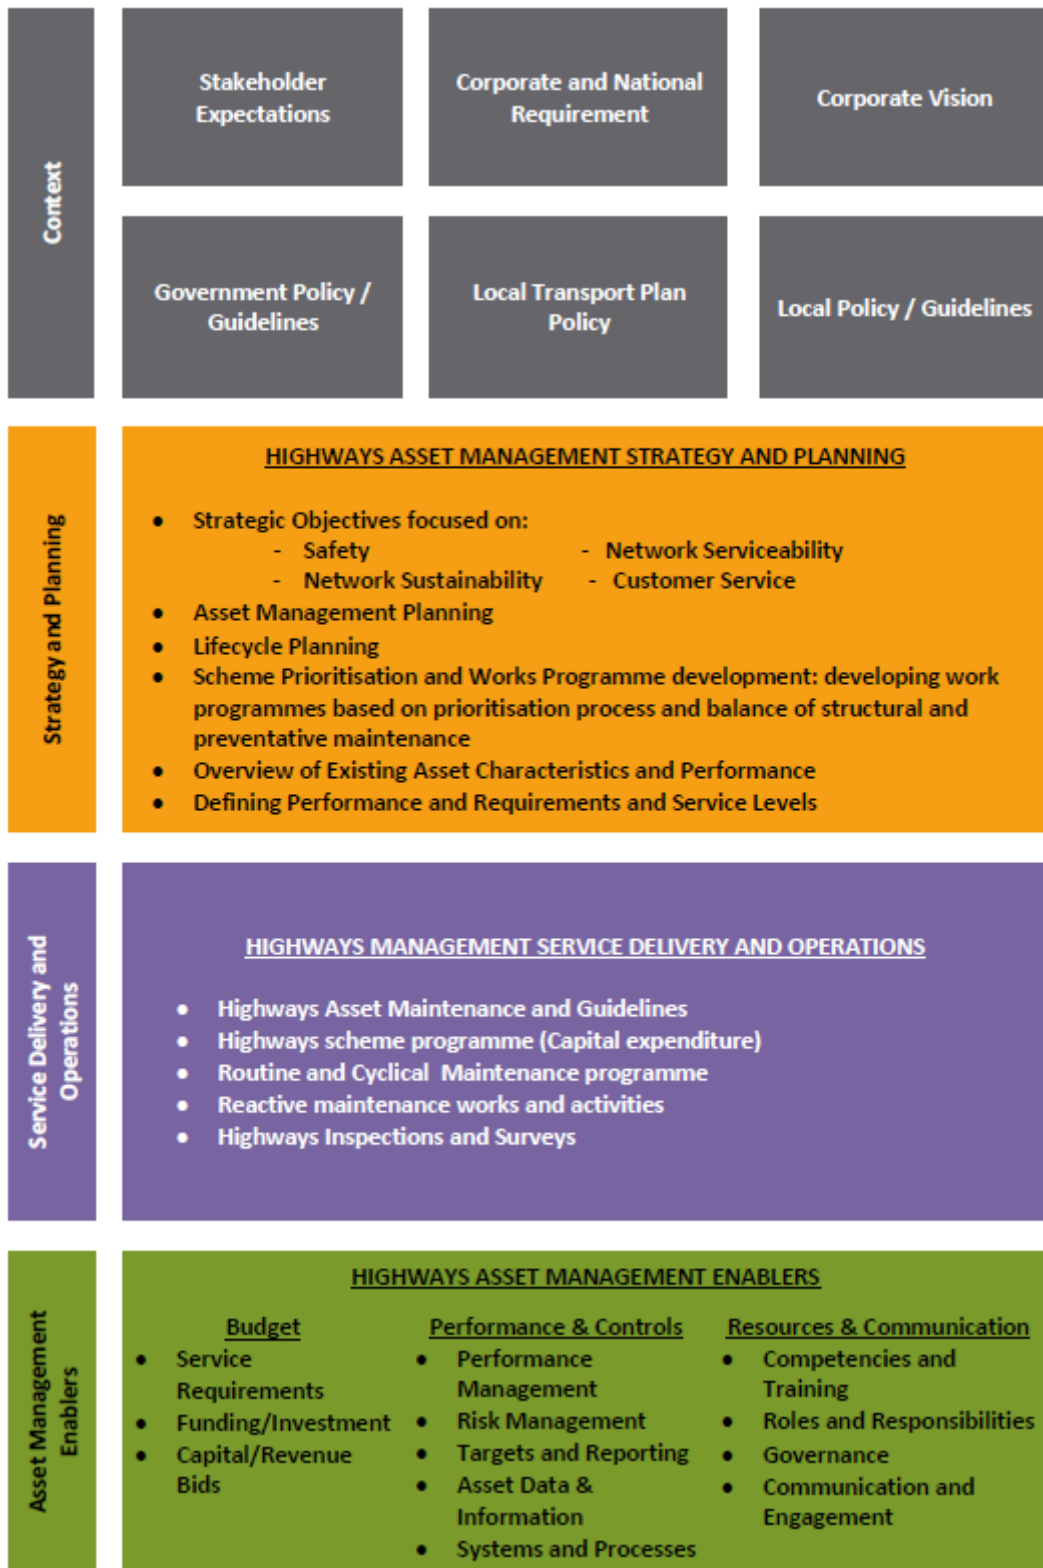 Context
Stakeholder
Expectations
Corporate and National
Requirement
Corporate Vision
Government Policy /
Guidelines
Local Transport Plan
Policy
Local Policy / Guidelines
Strategy and Planning
HIGHWAYS ASSET MANAGEMENT STRATEGY AND PLANNING
• Strategic Objectives focused on:
- Safety - Network Serviceability
- Network Sustainability - Customer Service
• Asset Management Planning
• Lifecycle Planning
• Scheme Prioritisation and Works Programme development: developing work
programmes based on prioritisation process and balance of structural and
preventative maintenance
• Overview of Existing Asset Characteristics and Performance
• Defining Performance and Requirements and Service Levels
Service Delivery and
Operations
HIGHWAYS MANAGEMENT SERVICE DELIVERY AND OPERATIONS
• Highways Asset Maintenance and Guidelines
• Highways scheme programme (Capital expenditure)
• Routine and Cyclical Maintenance programme
• Reactive maintenance works and activities
• Highways Inspections and Surveys
Asset Management
Enablers
HIGHWAYS ASSET MANAGEMENT ENABLERS
Budget
• Service
Requirements
• Funding/Investment
• Capital/Revenue
Bids
Performance & Controls
• Performance
Management
• Risk Management
• Targets and Reporting
• Asset Data &
Information
• Systems and Processes
Resources & Communication
• Competencies and
Training
• Roles and Responsibilities
• Governance
• Communication and
Engagement